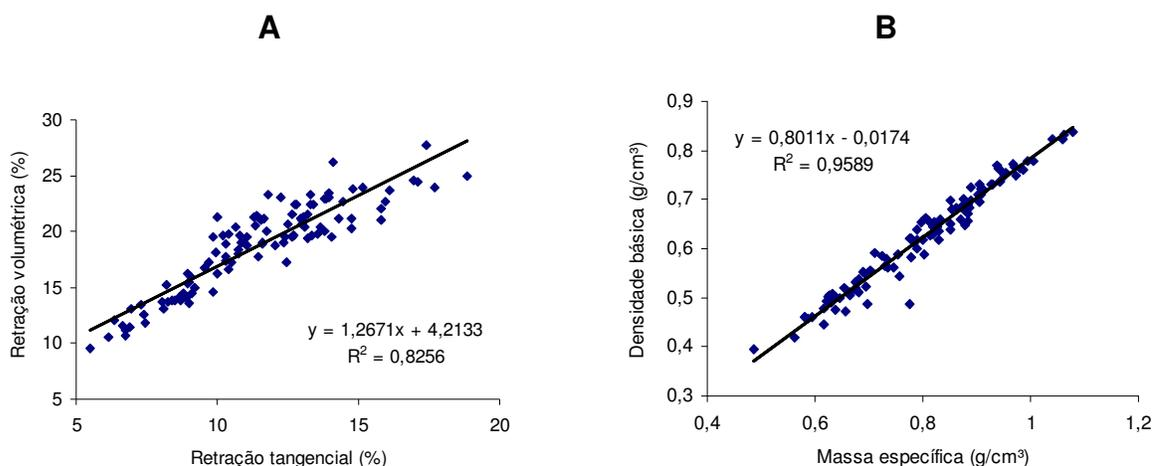 A
30
25
20
15
10
5
Retração volumétrica (%)
y = 1,2671x + 4,2133
R² = 0,8256
5 10 15 20
Retração tangencial (%)
B
0,9
0,8
0,7
0,6
0,5
0,4
0,3
Densidade básica (g/cm³)
y = 0,8011x - 0,0174
R² = 0,9589
0,4 0,6 0,8 1 1,2
Massa específica (g/cm³)